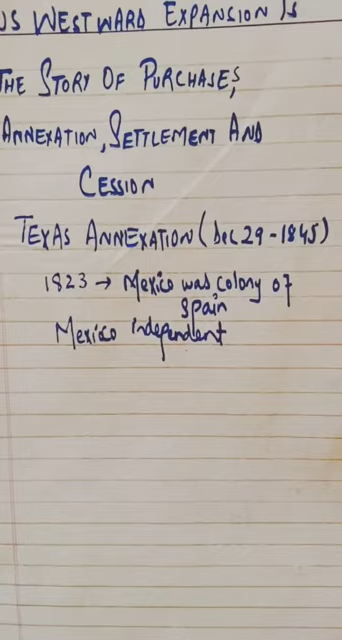 US WESTWARD EXPANSION IS
THE STORY OF PURCHASES,
ANNEXATION, SETTLEMENT AND
CESSION
TEXAS ANNEXATION (Dec 29-1845)
1823 → Mexico was colony of
Spain
Mexico independent